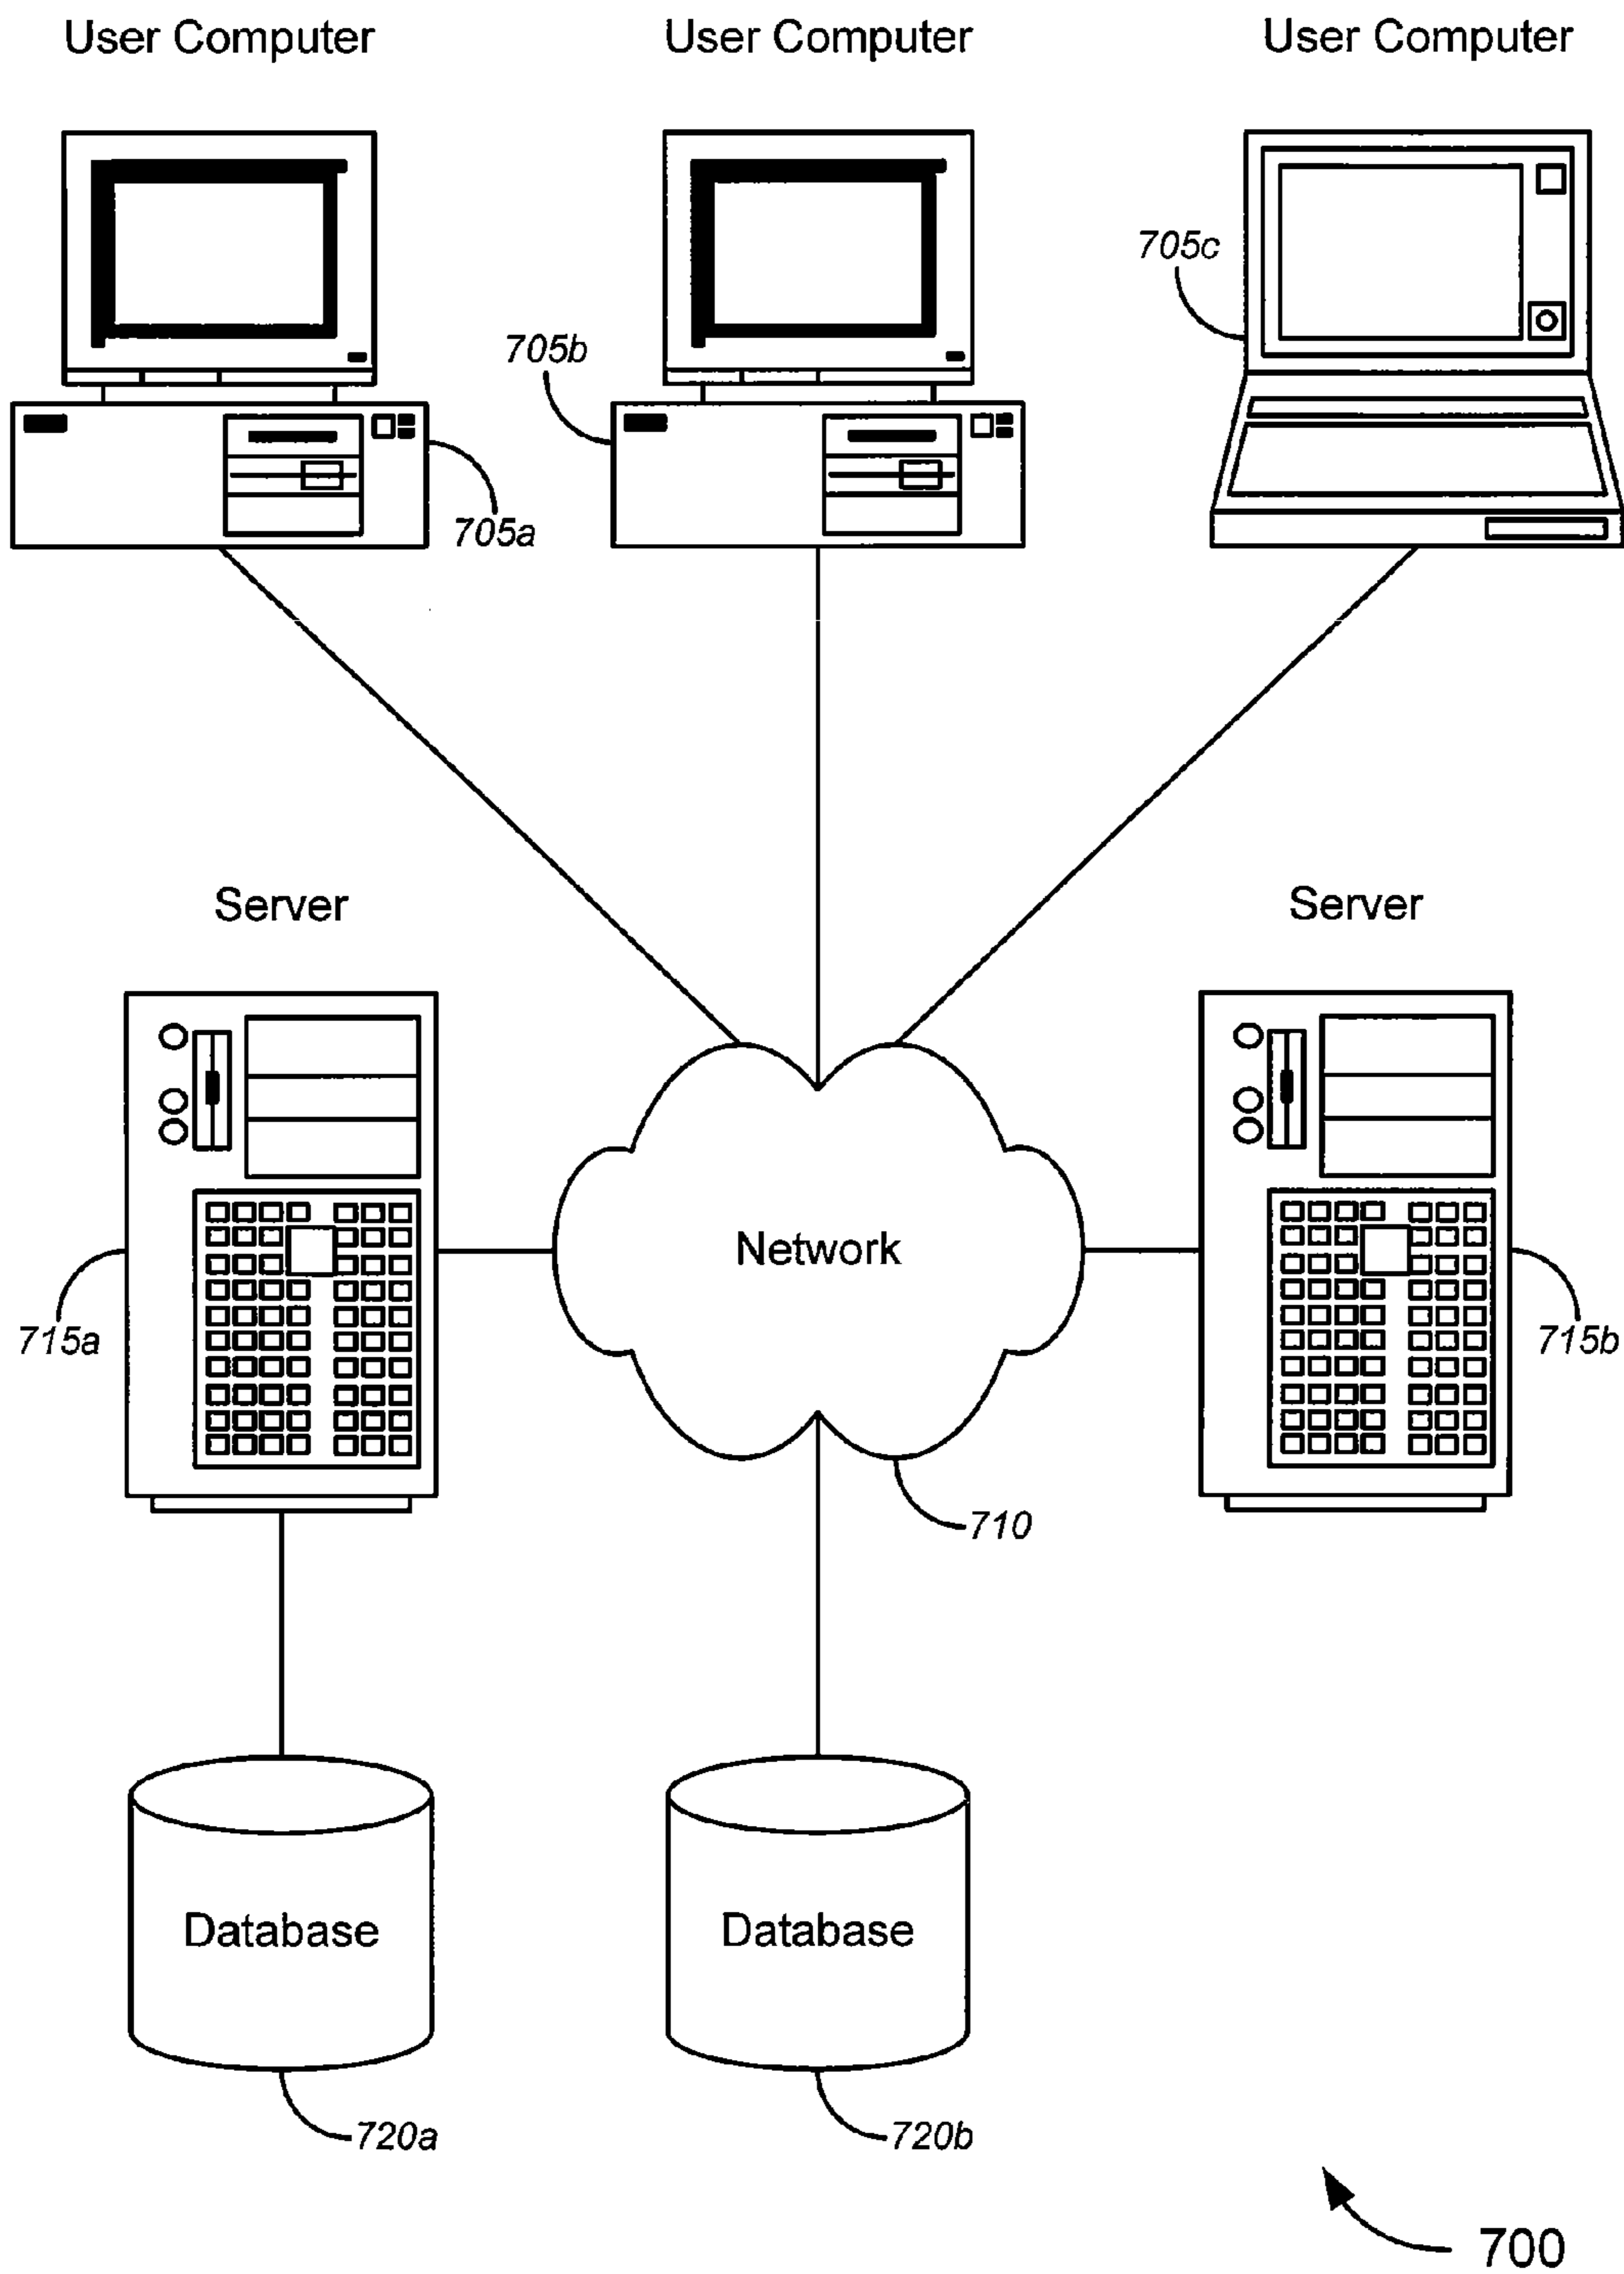 User Computer
User Computer
User Computer
705c
705b
705a
Server
Server
Network
715a
715b
710
Database
Database
720a
720b
700